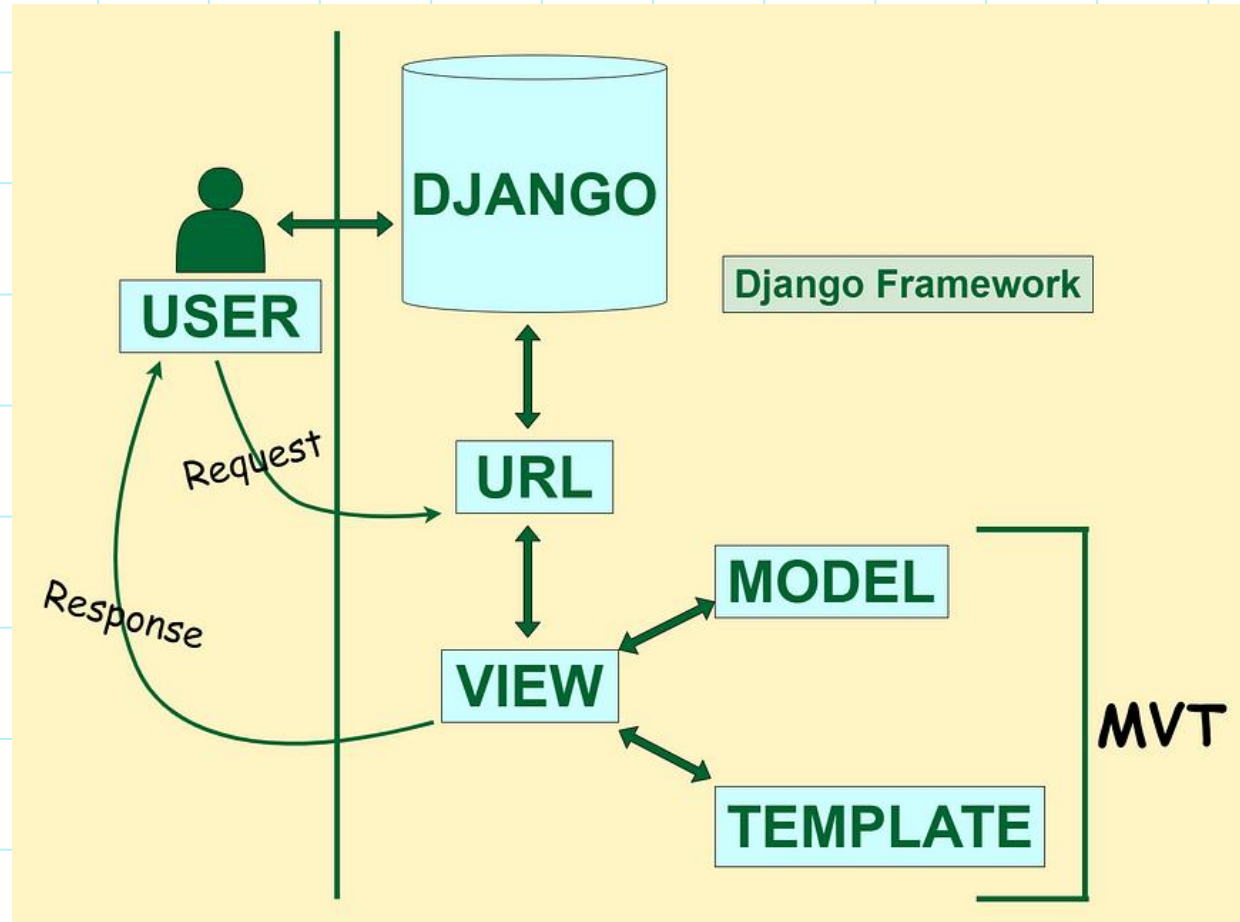 DJANGO
Django Framework
USER
Request
URL
MODEL
Response
VIEW
MVT
TEMPLATE